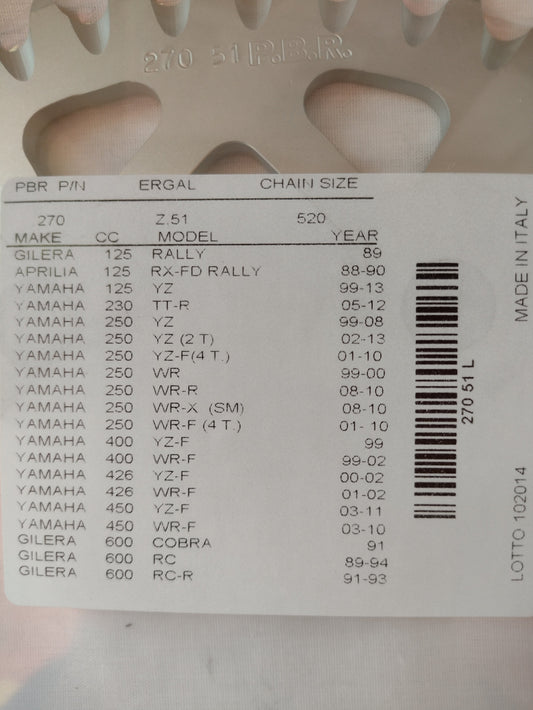 270 51 P.B.R.
PBR P/N ERGAL CHAIN SIZE
270 Z.51 520
MAKE CC MODEL YEAR
GILERA 125 RALLY 89
APRILIA 125 RX-FD RALLY 88-90
YAMAHA 125 YZ 99-13
YAMAHA 230 TT-R 05-12
YAMAHA 250 YZ 99-08
YAMAHA 250 YZ (2 T) 02-13
YAMAHA 250 YZ-F(4 T.) 01-10
YAMAHA 250 WR 99-00
YAMAHA 250 WR-R 08-10
YAMAHA 250 WR-X (SM) 08-10
YAMAHA 250 WR-F (4 T.) 01- 10
YAMAHA 400 YZ-F 99
YAMAHA 400 WR-F 99-02
YAMAHA 426 YZ-F 00-02
YAMAHA 426 WR-F 01-02
YAMAHA 450 YZ-F 03-11
YAMAHA 450 WR-F 03-10
GILERA 600 COBRA 91
GILERA 600 RC 89-94
GILERA 600 RC-R 91-93
270 51 L
MADE IN ITALY
LOTTO 102014